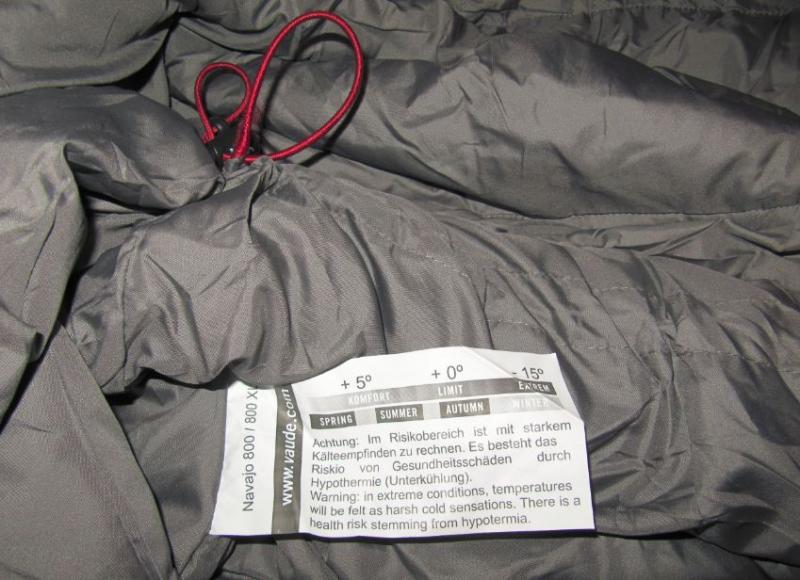 + 5° + 0° - 15°
KOMFORT LIMIT EXTREM
SPRING SUMMER AUTUMN WINTER
Achtung: Im Risikobereich ist mit starkem
Kälteempfinden zu rechnen. Es besteht das
Riskio von Gesundheitsschäden durch
Hypothermie (Unterkühlung).
Warning: in extreme conditions, temperatures
will be felt as harsh cold sensations. There is a
health risk stemming from hypotermia.
www.vaude.com
Navajo 800 / 800